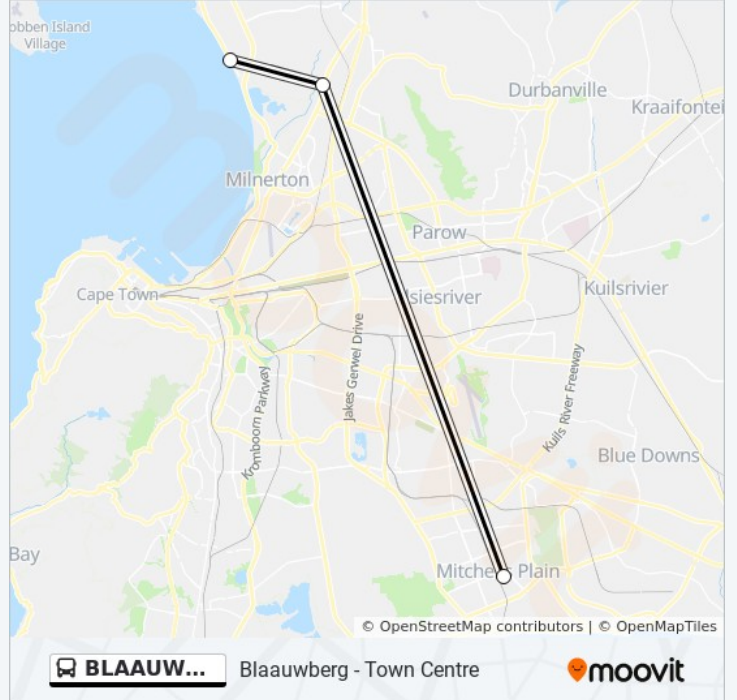 obben Island
Village
Durbanville
Kraaifontei
Milnerton
Parow
Cape Town
lsiesriver
Kuilsrivier
Jakes Gerwel Drive
Kuils River Freeway
Kromboom Parkway
Blue Downs
Bay
Mitche s Plain
© OpenStreetMap contributors | © OpenMapTiles
BLAAUW... Blaauwberg - Town Centre moovit